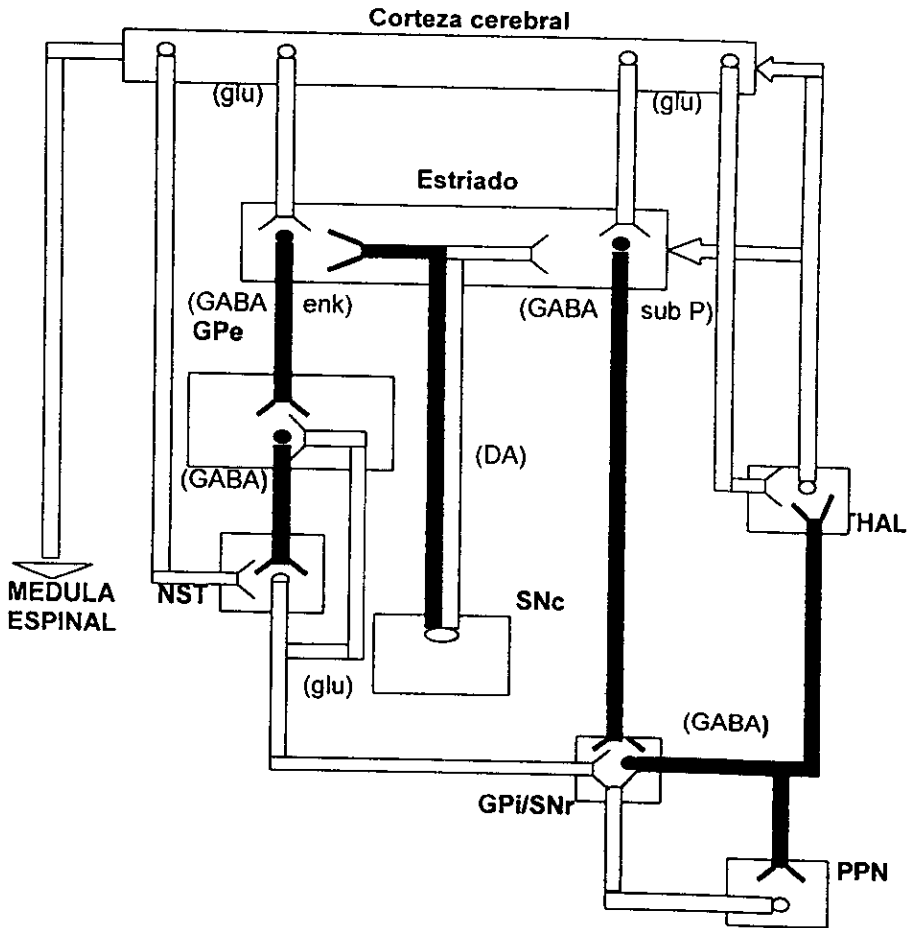 Corteza cerebral
(glu)
(glu)
Estriado
(GABA enk)
(GABA sub P)
GPe
(DA)
(GABA)
THAL
MEDULA
ESPINAL
NST
SNc
(glu)
(GABA)
GPi/SNr
PPN